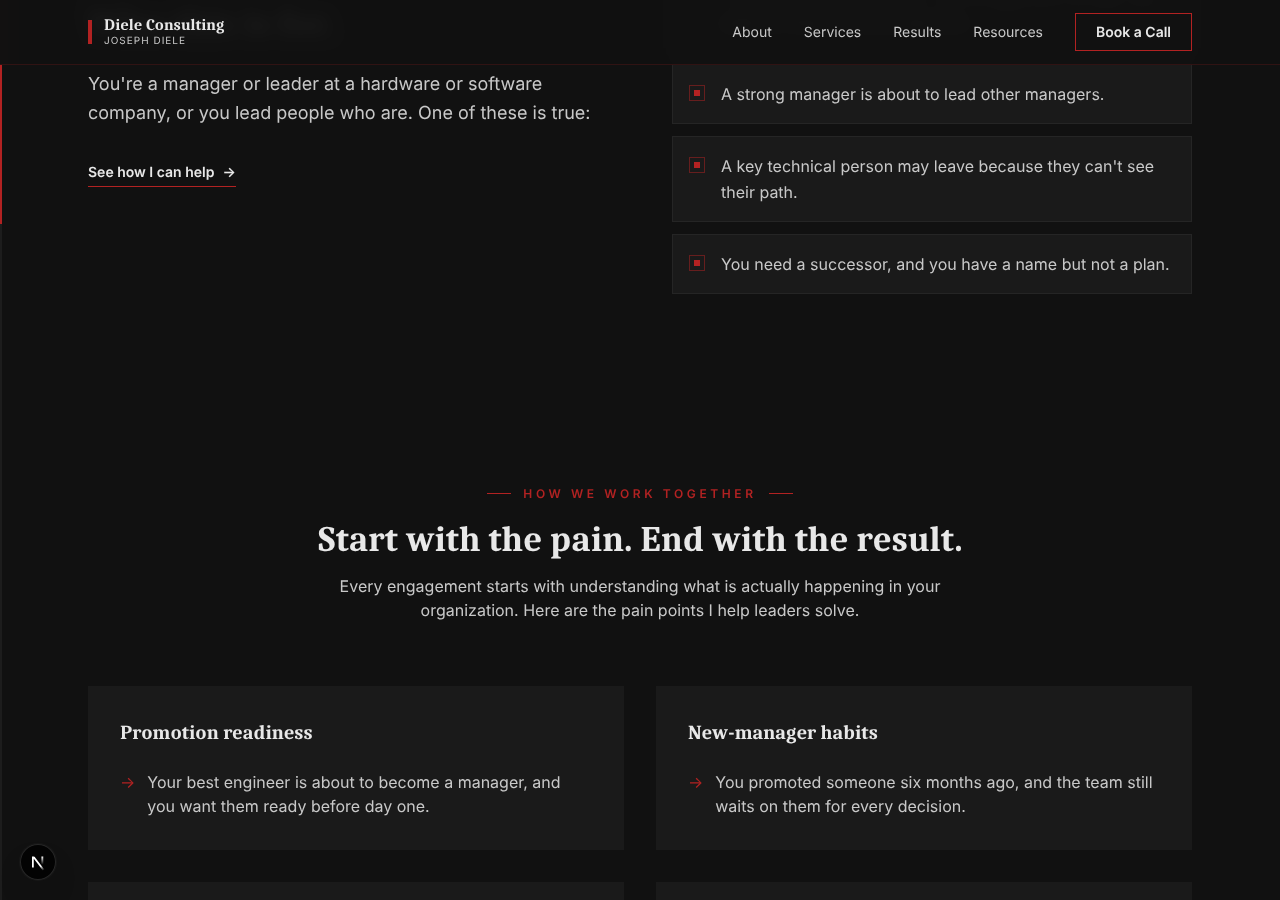 Diele Consulting
JOSEPH DIELE
About
Services
Results
Resources
Book a Call
You're a manager or leader at a hardware or software
company, or you lead people who are. One of these is true:
See how I can help →
A strong manager is about to lead other managers.
A key technical person may leave because they can't see
their path.
You need a successor, and you have a name but not a plan.
HOW WE WORK TOGETHER
Start with the pain. End with the result.
Every engagement starts with understanding what is actually happening in your
organization. Here are the pain points I help leaders solve.
Promotion readiness
→ Your best engineer is about to become a manager, and
you want them ready before day one.
New-manager habits
→ You promoted someone six months ago, and the team still
waits on them for every decision.
N